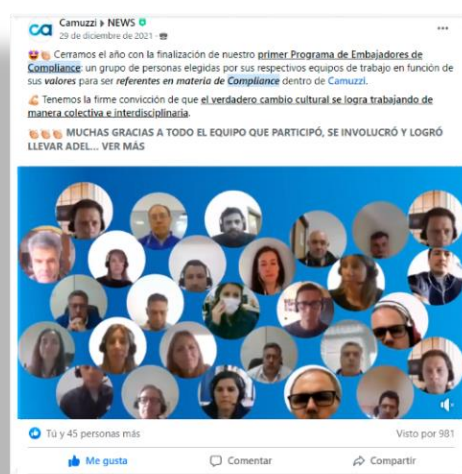 Camuzzi ▸ NEWS
29 de diciembre de 2021 ·
Cerramos el año con la finalización de nuestro primer Programa de Embajadores de
Compliance: un grupo de personas elegidas por sus respectivos equipos de trabajo en función de
sus valores para ser referentes en materia de Compliance dentro de Camuzzi.
Tenemos la firme convicción de que el verdadero cambio cultural se logra trabajando de
manera colectiva e interdisciplinaria.
MUCHAS GRACIAS A TODO EL EQUIPO QUE PARTICIPÓ, SE INVOLUCRÓ Y LOGRÓ
LLEVAR ADEL... VER MÁS
Tú y 45 personas más
Visto por 981
Me gusta
Comentar
Compartir